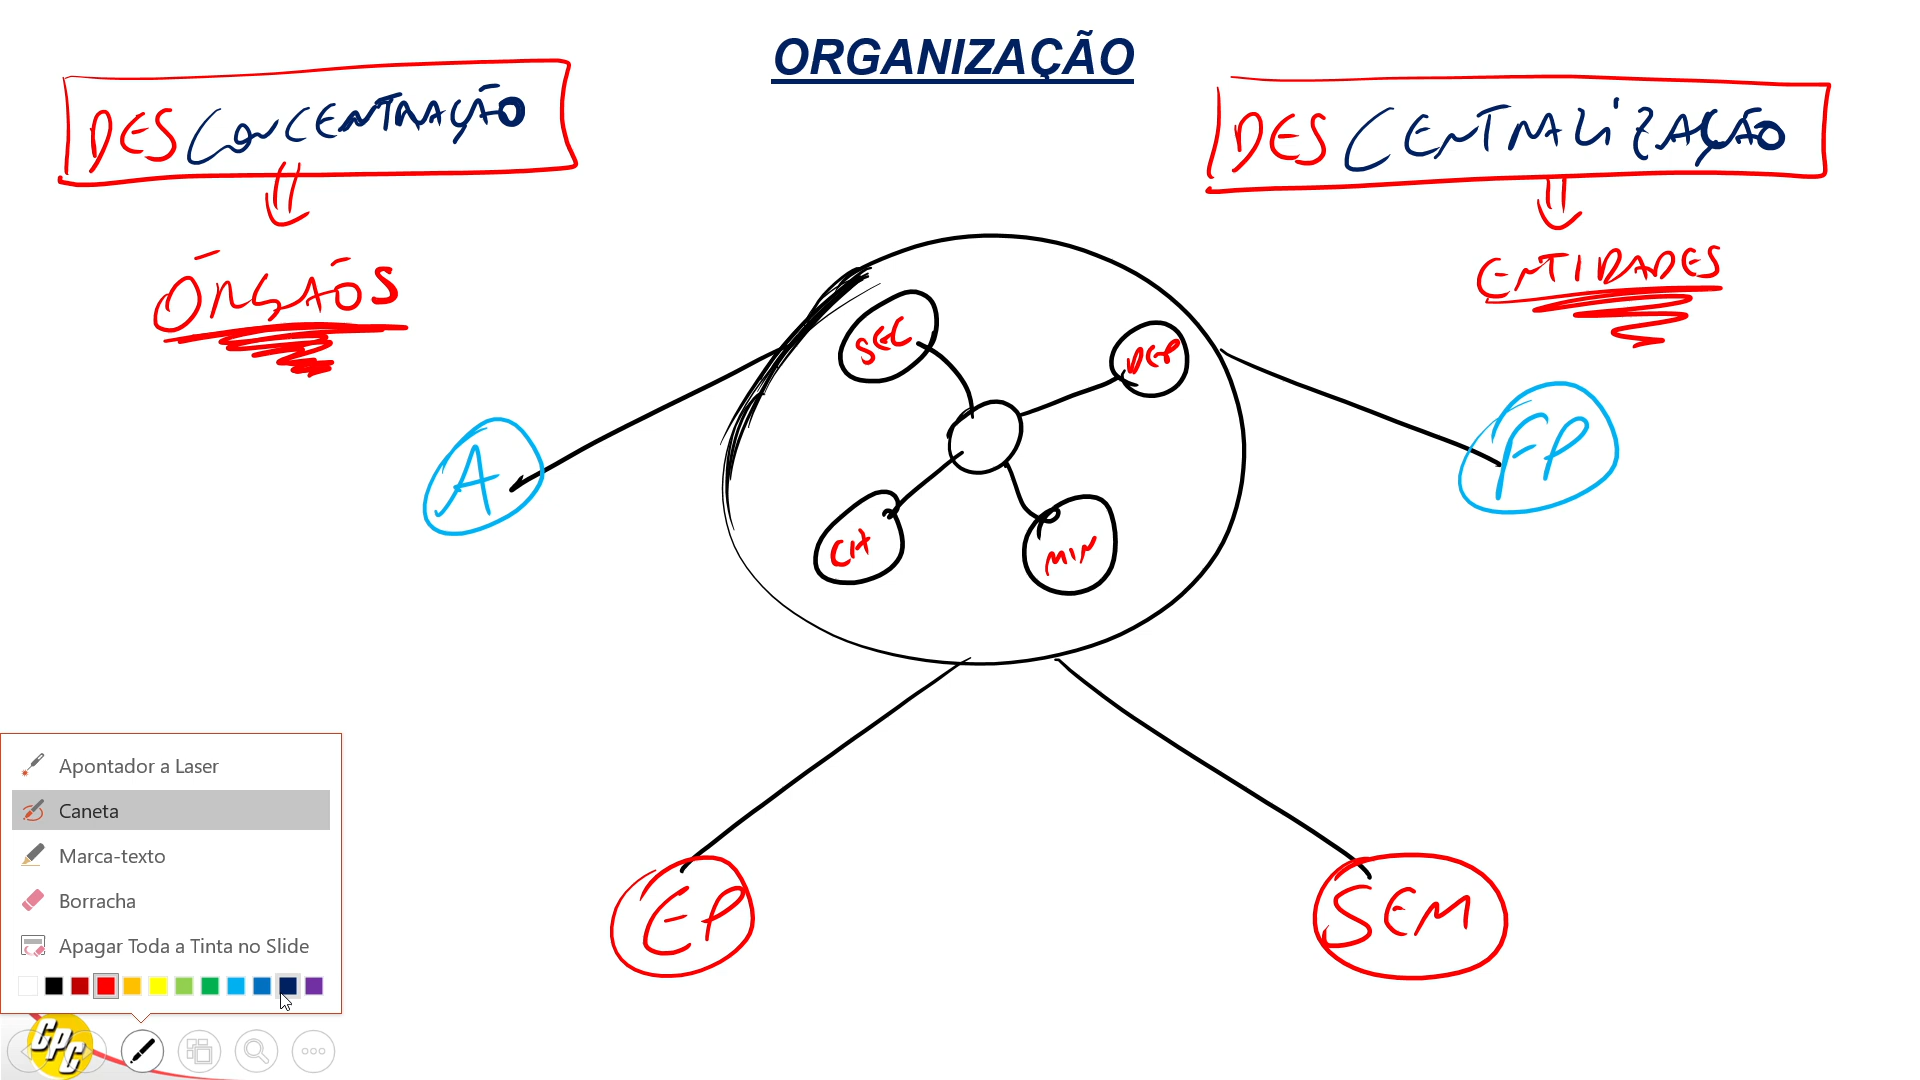 ORGANIZAÇÃO
DESCONCENTRAÇÃO
DESCENTRALIZAÇÃO
ÓRGÃOS
ENTIDADES
SEC
DEP
A
FP
CH
MIN
EP
SEM
Apontador a Laser
Caneta
Marca-texto
Borracha
Apagar Toda a Tinta no Slide
CPC